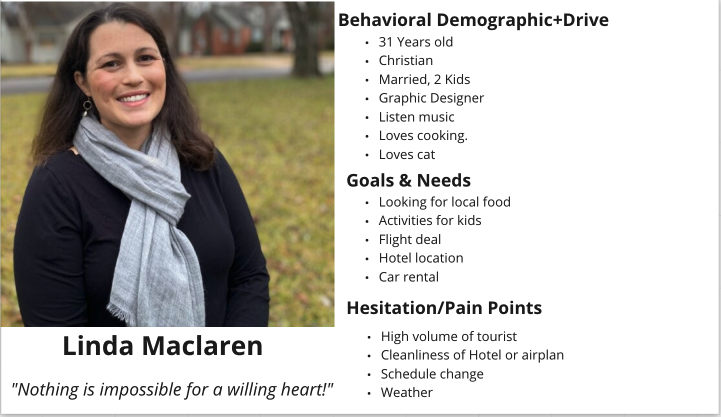 Behavioral Demographic+Drive
• 31 Years old
• Christian
• Married, 2 Kids
• Graphic Designer
• Listen music
• Loves cooking.
• Loves cat
Goals & Needs
• Looking for local food
• Activities for kids
• Flight deal
• Hotel location
• Car rental
Hesitation/Pain Points
• High volume of tourist
• Cleanliness of Hotel or airplan
• Schedule change
• Weather
Linda Maclaren
"Nothing is impossible for a willing heart!"